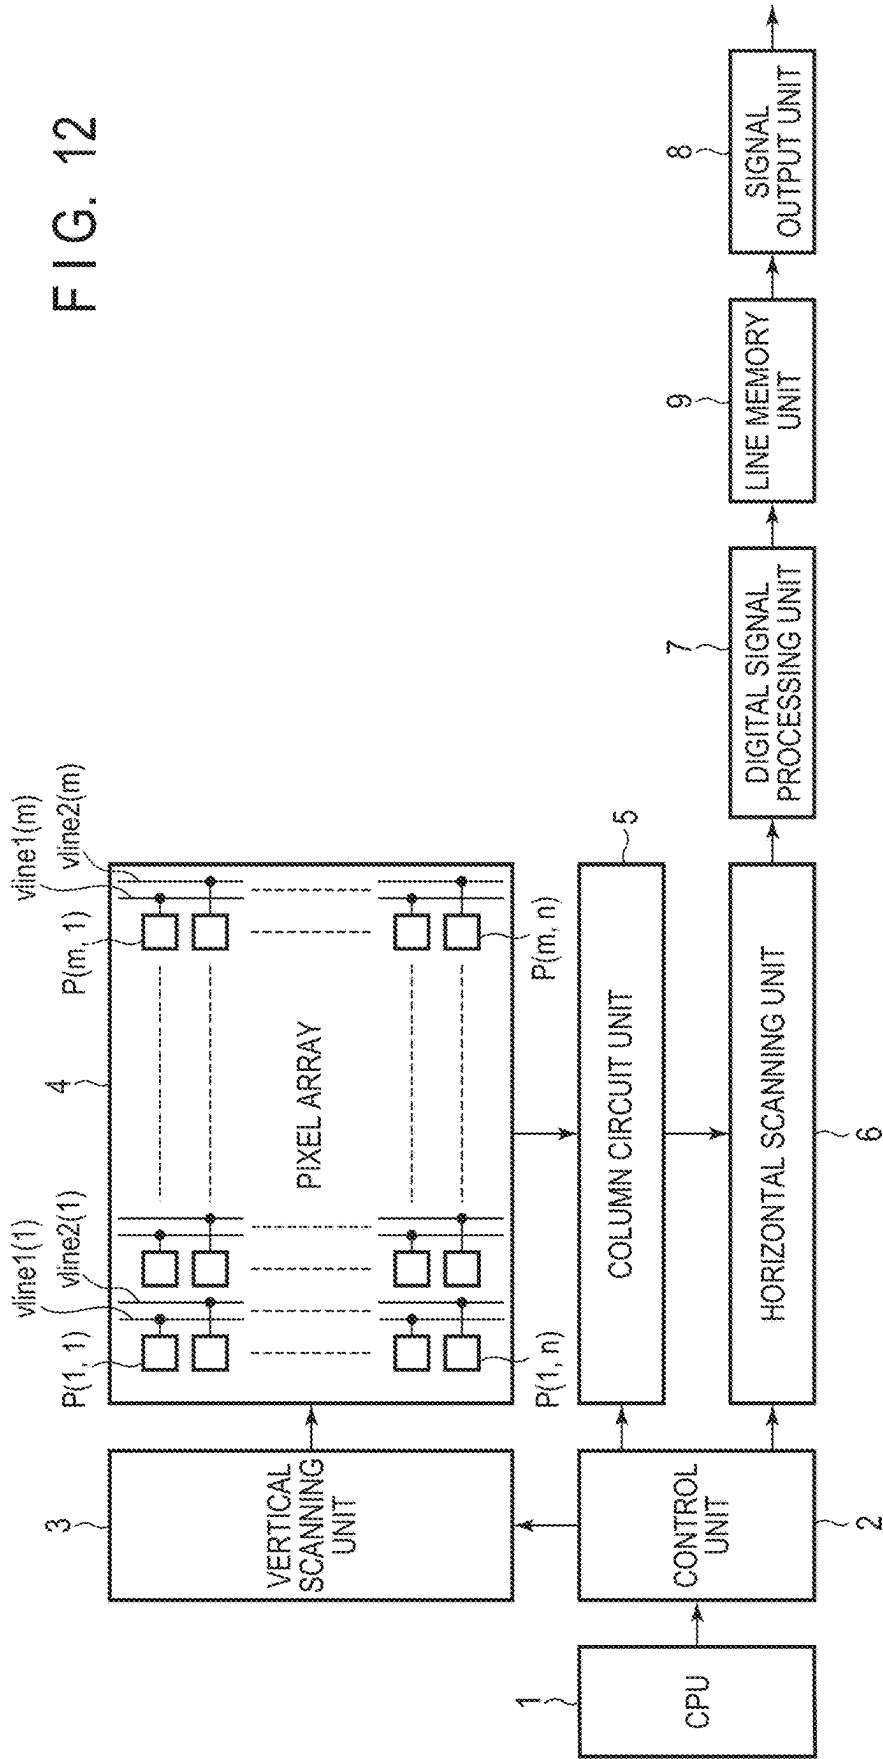 FIG. 12
vline1(1)
vline2(1)
vline1(m)
vline2(m)
P(1, 1)
P(m, 1)
3
4
VERTICAL
SCANNING
UNIT
PIXEL ARRAY
P(1, n)
P(m, n)
1
CPU
CONTROL
UNIT
2
5
COLUMN CIRCUIT UNIT
HORIZONTAL SCANNING UNIT
6
7
DIGITAL SIGNAL
PROCESSING UNIT
9
LINE MEMORY
UNIT
8
SIGNAL
OUTPUT UNIT